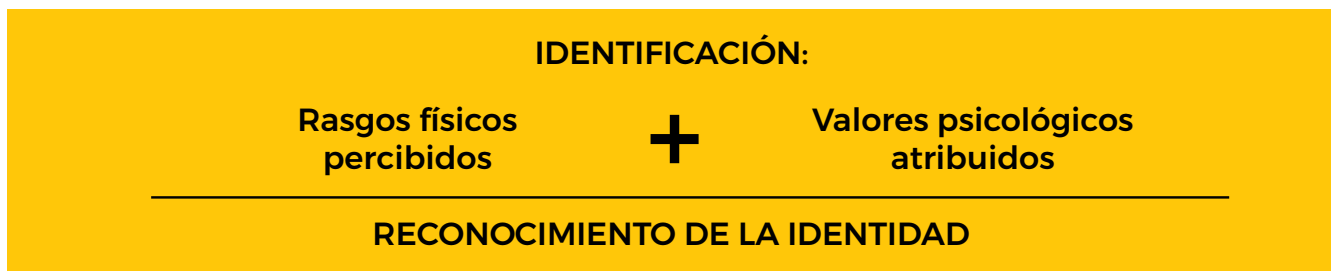 IDENTIFICACIÓN:
Rasgos físicos
percibidos
+
Valores psicológicos
atribuidos
RECONOCIMIENTO DE LA IDENTIDAD